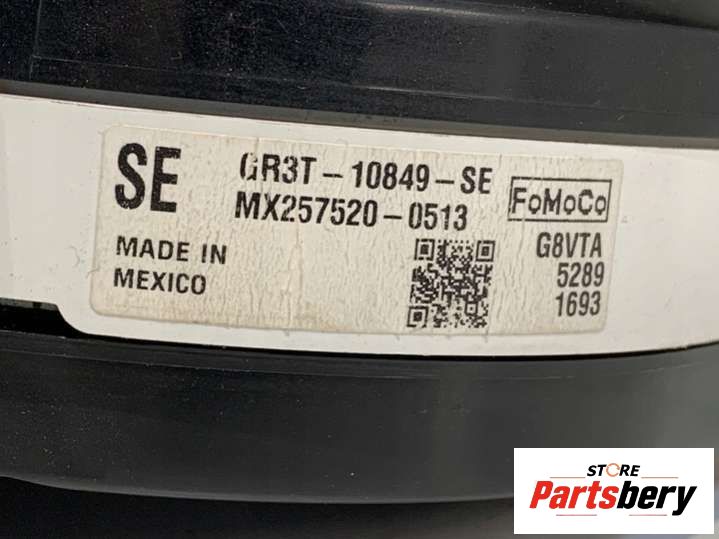 SE
GR3T-10849-SE
MX257520-0513
FoMoCo
MADE IN
MEXICO
G8VTA
5289
1693
STORE
Partsbery